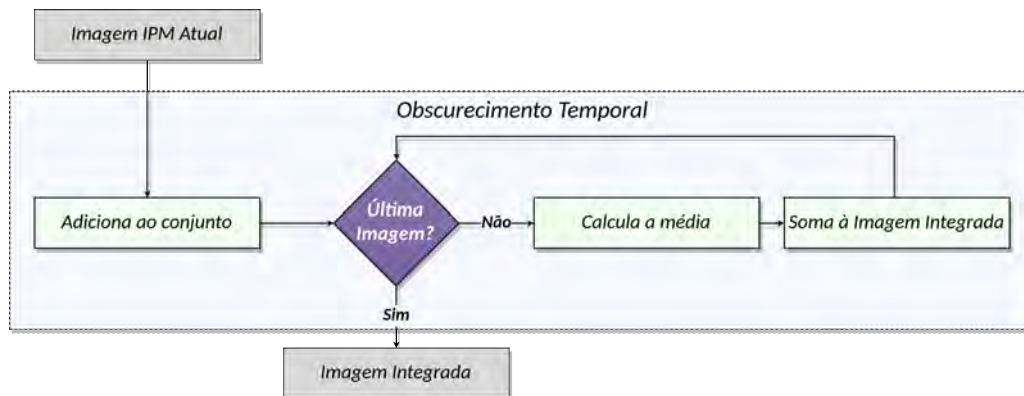 Imagem IPM Atual
Obscurecimento Temporal
Adiciona ao conjunto
Última
Imagem?
Não
Calcula a média
Soma à Imagem Integrada
Sim
Imagem Integrada